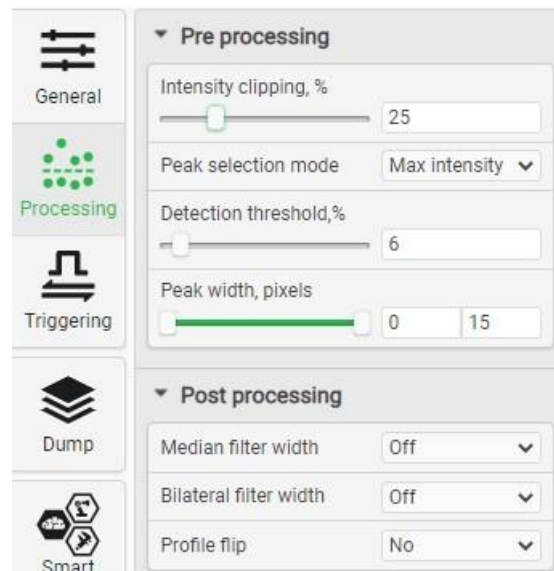 General
Processing
Triggering
Dump
Smart
Pre processing
Intensity clipping, %
25
Peak selection mode
Max intensity
Detection threshold,%
6
Peak width, pixels
0 15
Post processing
Median filter width
Off
Bilateral filter width
Off
Profile flip
No